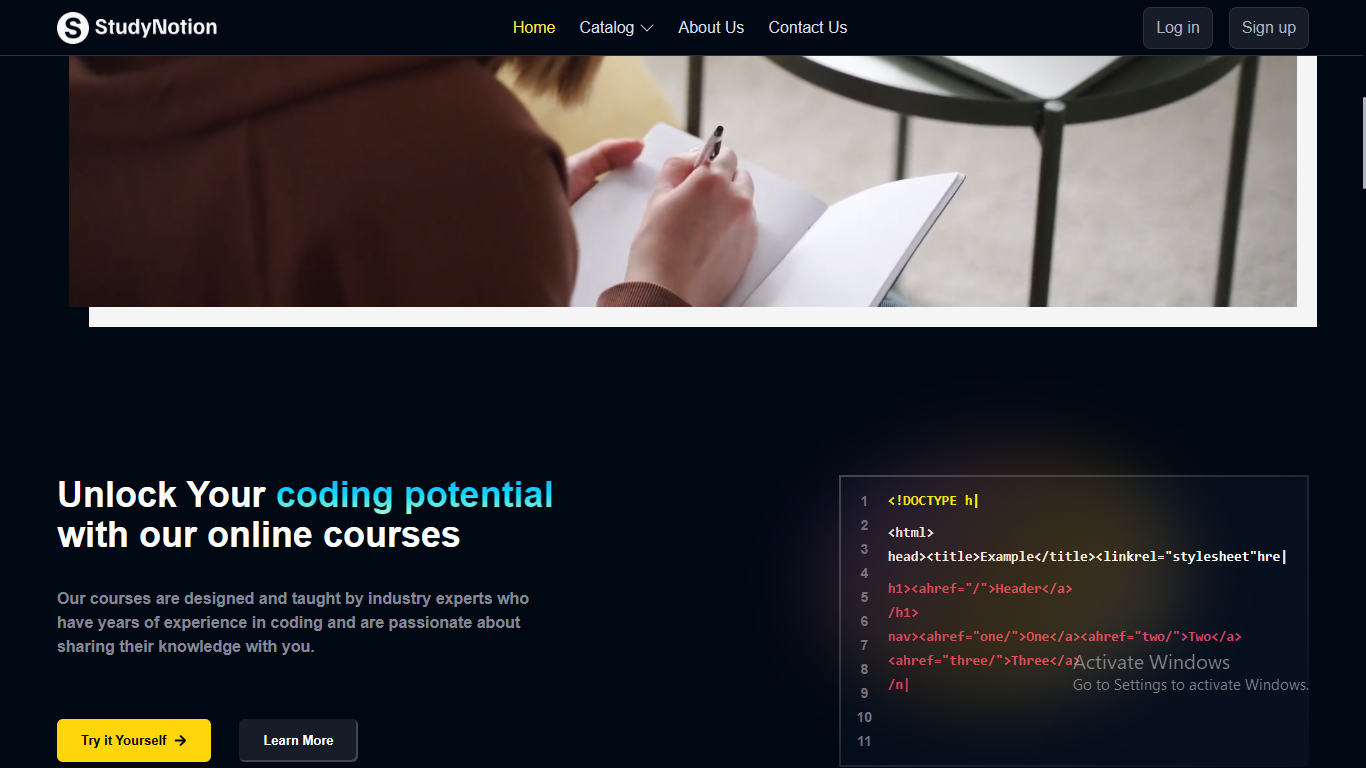 StudyNotion
Home Catalog About Us Contact Us
Log in Sign up
Unlock Your coding potential
with our online courses
Our courses are designed and taught by industry experts who
have years of experience in coding and are passionate about
sharing their knowledge with you.
Try it Yourself →
Learn More
1
2
3
4
5
6
7
8
9
10
11
<!DOCTYPE h|
<html>
head><title>Example</title><linkrel="stylesheet"hre|
h1><ahref="/">Header</a>
/h1>
nav><ahref="one/">One</a><ahref="two/">Two</a>
<ahref="three/">Three</a>
/n|
Activate Windows
Go to Settings to activate Windows.